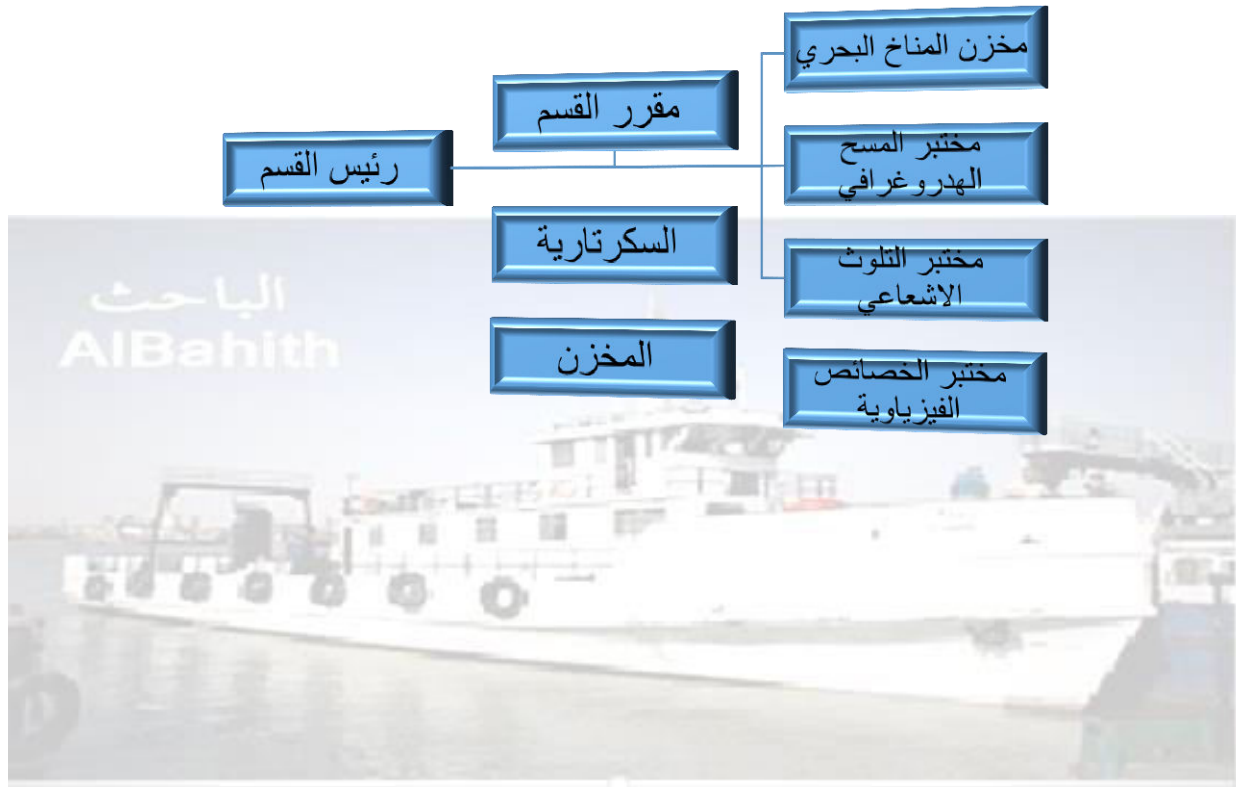 مخزن المناخ البحري
مقرر القسم
مختبر المسح
الهدروغرافي
رئيس القسم
السكرتارية
مختبر التلوث
الاشعاعي
المخزن
مختبر الخصائص
الفيزياوية
الباحث
AlBahith